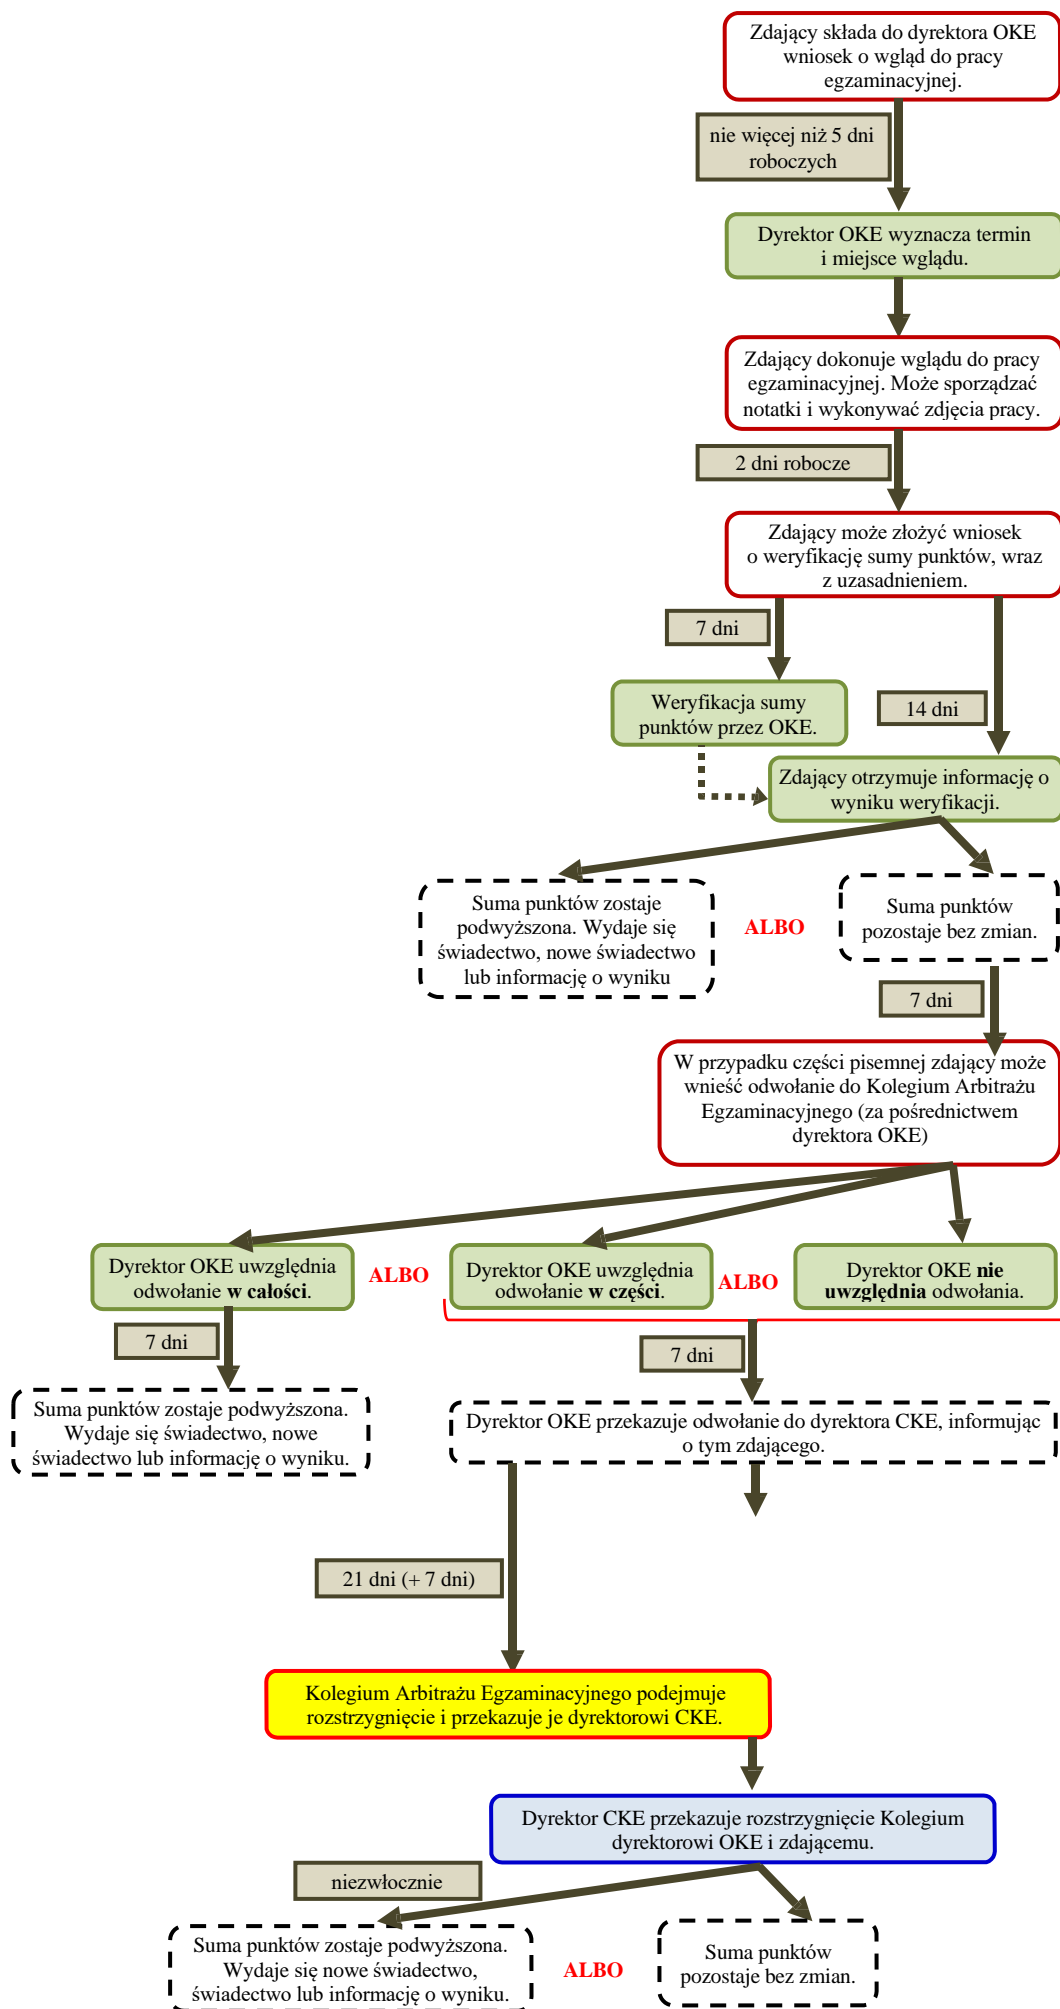 Zdający składa do dyrektora OKE
wniosek o wgląd do pracy
egzaminacyjnej.
nie więcej niż 5 dni
roboczych
Dyrektor OKE wyznacza termin
i miejsce wglądu.
Zdający dokonuje wglądu do pracy
egzaminacyjnej. Może sporządzać
notatki i wykonywać zdjęcia pracy.
2 dni robocze
Zdający może złożyć wniosek
o weryfikację sumy punktów, wraz
z uzasadnieniem.
7 dni
Weryfikacja sumy
punktów przez OKE.
14 dni
Zdający otrzymuje informację o
wyniku weryfikacji.
Suma punktów zostaje
podwyższona. Wydaje się
świadectwo, nowe świadectwo
lub informację o wyniku
ALBO
Suma punktów
pozostaje bez zmian.
7 dni
W przypadku części pisemnej zdający może
wnieść odwołanie do Kolegium Arbitrażu
Egzaminacyjnego (za pośrednictwem
dyrektora OKE)
Dyrektor OKE uwzględnia
odwołanie w całości.
ALBO
Dyrektor OKE uwzględnia
odwołanie w części.
ALBO
Dyrektor OKE nie
uwzględnia odwołania.
7 dni
7 dni
Suma punktów zostaje podwyższona.
Wydaje się świadectwo, nowe
świadectwo lub informację o wyniku.
Dyrektor OKE przekazuje odwołanie do dyrektora CKE, informując
o tym zdającego.
21 dni (+ 7 dni)
Kolegium Arbitrażu Egzaminacyjnego podejmuje
rozstrzygnięcie i przekazuje je dyrektorowi CKE.
Dyrektor CKE przekazuje rozstrzygnięcie Kolegium
dyrektorowi OKE i zdającemu.
niezwłocznie
Suma punktów zostaje podwyższona.
Wydaje się nowe świadectwo,
świadectwo lub informację o wyniku.
ALBO
Suma punktów
pozostaje bez zmian.